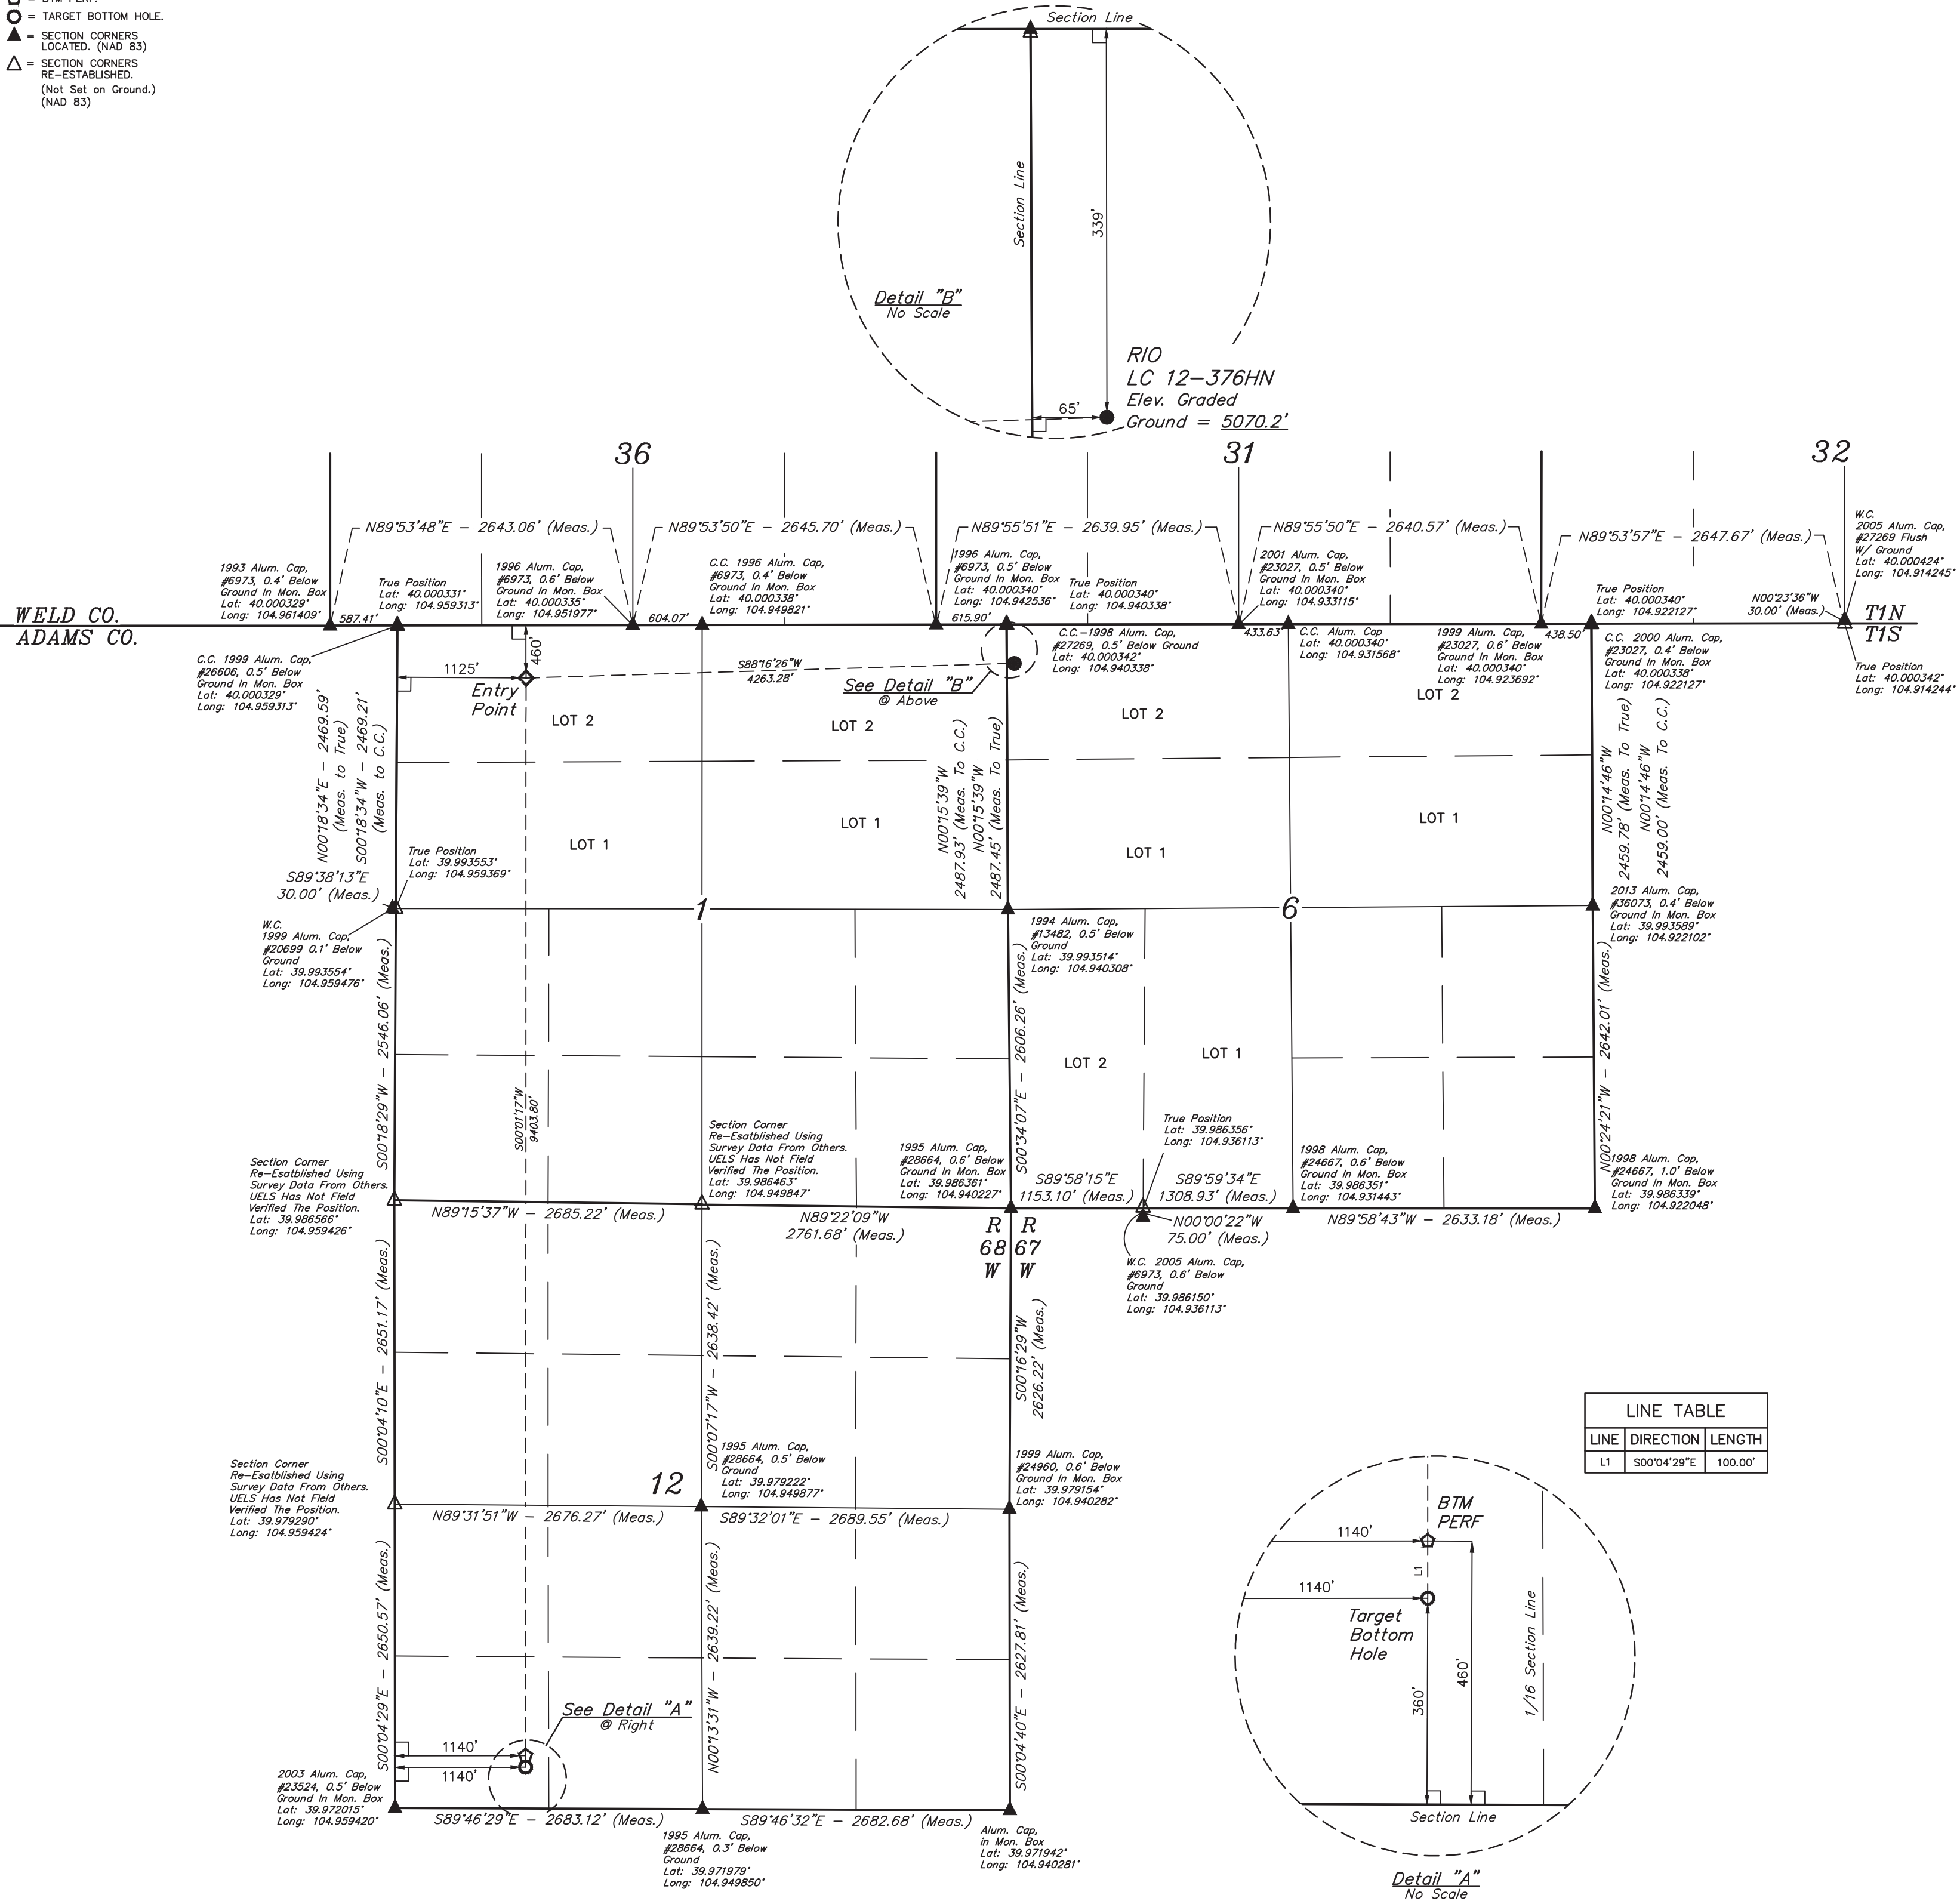 = BTM PERF.
= TARGET BOTTOM HOLE.
= SECTION CORNERS
LOCATED. (NAD 83)
= SECTION CORNERS
RE-ESTABLISHED.
(Not Set on Ground.)
(NAD 83)
Section Line
Section Line
339'
Detail "B"
No Scale
65'
RIO
LC 12-376HN
Elev. Graded
Ground = 5070.2'
36
31
32
N89°53'48"E - 2643.06' (Meas.)
N89°53'50"E - 2645.70' (Meas.)
N89°55'51"E - 2639.95' (Meas.)
N89°55'50"E - 2640.57' (Meas.)
N89°53'57"E - 2647.67' (Meas.)
W.C.
2005 Alum. Cap,
#27269 Flush
W/ Ground
Lat: 40.000424°
Long: 104.914245°
1993 Alum. Cap,
#6973, 0.4' Below
Ground In Mon. Box
Lat: 40.000329°
Long: 104.961409°
True Position
Lat: 40.000331°
Long: 104.959313°
1996 Alum. Cap,
#6973, 0.6' Below
Ground In Mon. Box
Lat: 40.000335°
Long: 104.951977°
C.C. 1996 Alum. Cap,
#6973, 0.4' Below
Ground In Mon. Box
Lat: 40.000338°
Long: 104.949821°
1996 Alum. Cap,
#6973, 0.5' Below
Ground In Mon. Box
Lat: 40.000340°
Long: 104.942536°
True Position
Lat: 40.000340°
Long: 104.940338°
2001 Alum. Cap,
#23027, 0.5' Below
Ground In Mon. Box
Lat: 40.000340°
Long: 104.933115°
True Position
Lat: 40.000340°
Long: 104.922127°
N00°23'36"W
30.00' (Meas.)
WELD CO.
ADAMS CO.
587.41'
604.07'
615.90'
433.63'
438.50'
T1N
T1S
C.C. 1999 Alum. Cap,
#26606, 0.5' Below
Ground In Mon. Box
Lat: 40.000329°
Long: 104.959313°
460'
1125'
Entry
Point
S88°16'26"W
4263.28'
See Detail "B"
@ Above
C.C.-1998 Alum. Cap,
#27269, 0.5' Below Ground
Lat: 40.000342°
Long: 104.940338°
C.C. Alum Cap
Lat: 40.000340°
Long: 104.931568°
1999 Alum. Cap,
#23027, 0.6' Below
Ground In Mon. Box
Lat: 40.000340°
Long: 104.923692°
C.C. 2000 Alum. Cap,
#23027, 0.4' Below
Ground In Mon. Box
Lat: 40.000338°
Long: 104.922127°
True Position
Lat: 40.000342°
Long: 104.914244°
LOT 2
LOT 2
LOT 2
LOT 2
N00°18'34"E - 2469.59'
(Meas. to True)
S00°18'34"W - 2469.21'
(Meas. to C.C.)
N00°15'39"W
2487.93' (Meas. To C.C.)
N00°15'39"W
2487.45' (Meas. To True)
N00°14'46"W
2459.78' (Meas. To True)
N00°14'46"W
2459.00' (Meas. To C.C.)
LOT 1
LOT 1
LOT 1
LOT 1
True Position
Lat: 39.993553°
Long: 104.959369°
S89°38'13"E
30.00' (Meas.)
1
6
W.C.
1999 Alum. Cap,
#20699 0.1' Below
Ground
Lat: 39.993554°
Long: 104.959476°
1994 Alum. Cap,
#13482, 0.5' Below
Ground
Lat: 39.993514°
Long: 104.940308°
2013 Alum. Cap,
#36073, 0.4' Below
Ground In Mon. Box
Lat: 39.993589°
Long: 104.922102°
S00°18'29"W - 2546.06' (Meas.)
S00°01'17"W
9403.80'
S00°34'07"E - 2606.26' (Meas.)
N00°24'21"W - 2642.01' (Meas.)
LOT 2
LOT 1
Section Corner
Re-Esatblished Using
Survey Data From Others.
UELS Has Not Field
Verified The Position.
Lat: 39.986566°
Long: 104.959426°
Section Corner
Re-Esatblished Using
Survey Data From Others.
UELS Has Not Field
Verified The Position.
Lat: 39.986463°
Long: 104.949847°
1995 Alum. Cap,
#28664, 0.6' Below
Ground In Mon. Box
Lat: 39.986361°
Long: 104.940227°
True Position
Lat: 39.986356°
Long: 104.936113°
S89°58'15"E
1153.10' (Meas.)
S89°59'34"E
1308.93' (Meas.)
1998 Alum. Cap,
#24667, 0.6' Below
Ground In Mon. Box
Lat: 39.986351°
Long: 104.931443°
1998 Alum. Cap,
#24667, 1.0' Below
Ground In Mon. Box
Lat: 39.986339°
Long: 104.922048°
N89°15'37"W - 2685.22' (Meas.)
N89°22'09"W
2761.68' (Meas.)
N89°58'43"W - 2633.18' (Meas.)
R R
68 67
W W
N00°00'22"W
75.00' (Meas.)
W.C. 2005 Alum. Cap,
#6973, 0.6' Below
Ground
Lat: 39.986150°
Long: 104.936113°
S00°04'10"E - 2651.17' (Meas.)
S00°07'17"W - 2638.42' (Meas.)
S00°16'29"W
2626.22' (Meas.)
Section Corner
Re-Esatblished Using
Survey Data From Others.
UELS Has Not Field
Verified The Position.
Lat: 39.979290°
Long: 104.959424°
12
1995 Alum. Cap,
#28664, 0.5' Below
Ground
Lat: 39.979222°
Long: 104.949877°
1999 Alum. Cap,
#24960, 0.6' Below
Ground In Mon. Box
Lat: 39.979154°
Long: 104.940282°
N89°31'51"W - 2676.27' (Meas.)
S89°32'01"E - 2689.55' (Meas.)
S00°04'29"E - 2650.57' (Meas.)
N00°13'31"W - 2639.22' (Meas.)
S00°04'40"E - 2627.81' (Meas.)
See Detail "A"
@ Right
1140'
1140'
2003 Alum. Cap,
#23524, 0.5' Below
Ground In Mon. Box
Lat: 39.972015°
Long: 104.959420°
S89°46'29"E - 2683.12' (Meas.)
S89°46'32"E - 2682.68' (Meas.)
1995 Alum. Cap,
#28664, 0.3' Below
Ground
Lat: 39.971979°
Long: 104.949850°
Alum. Cap,
in Mon. Box
Lat: 39.971942°
Long: 104.940281°
LINE TABLE
LINE DIRECTION LENGTH
L1 S00°04'29"E 100.00'
BTM
PERF
1140'
L1
1140'
Target
Bottom
Hole
360'
460'
1/16 Section Line
Section Line
Detail "A"
No Scale